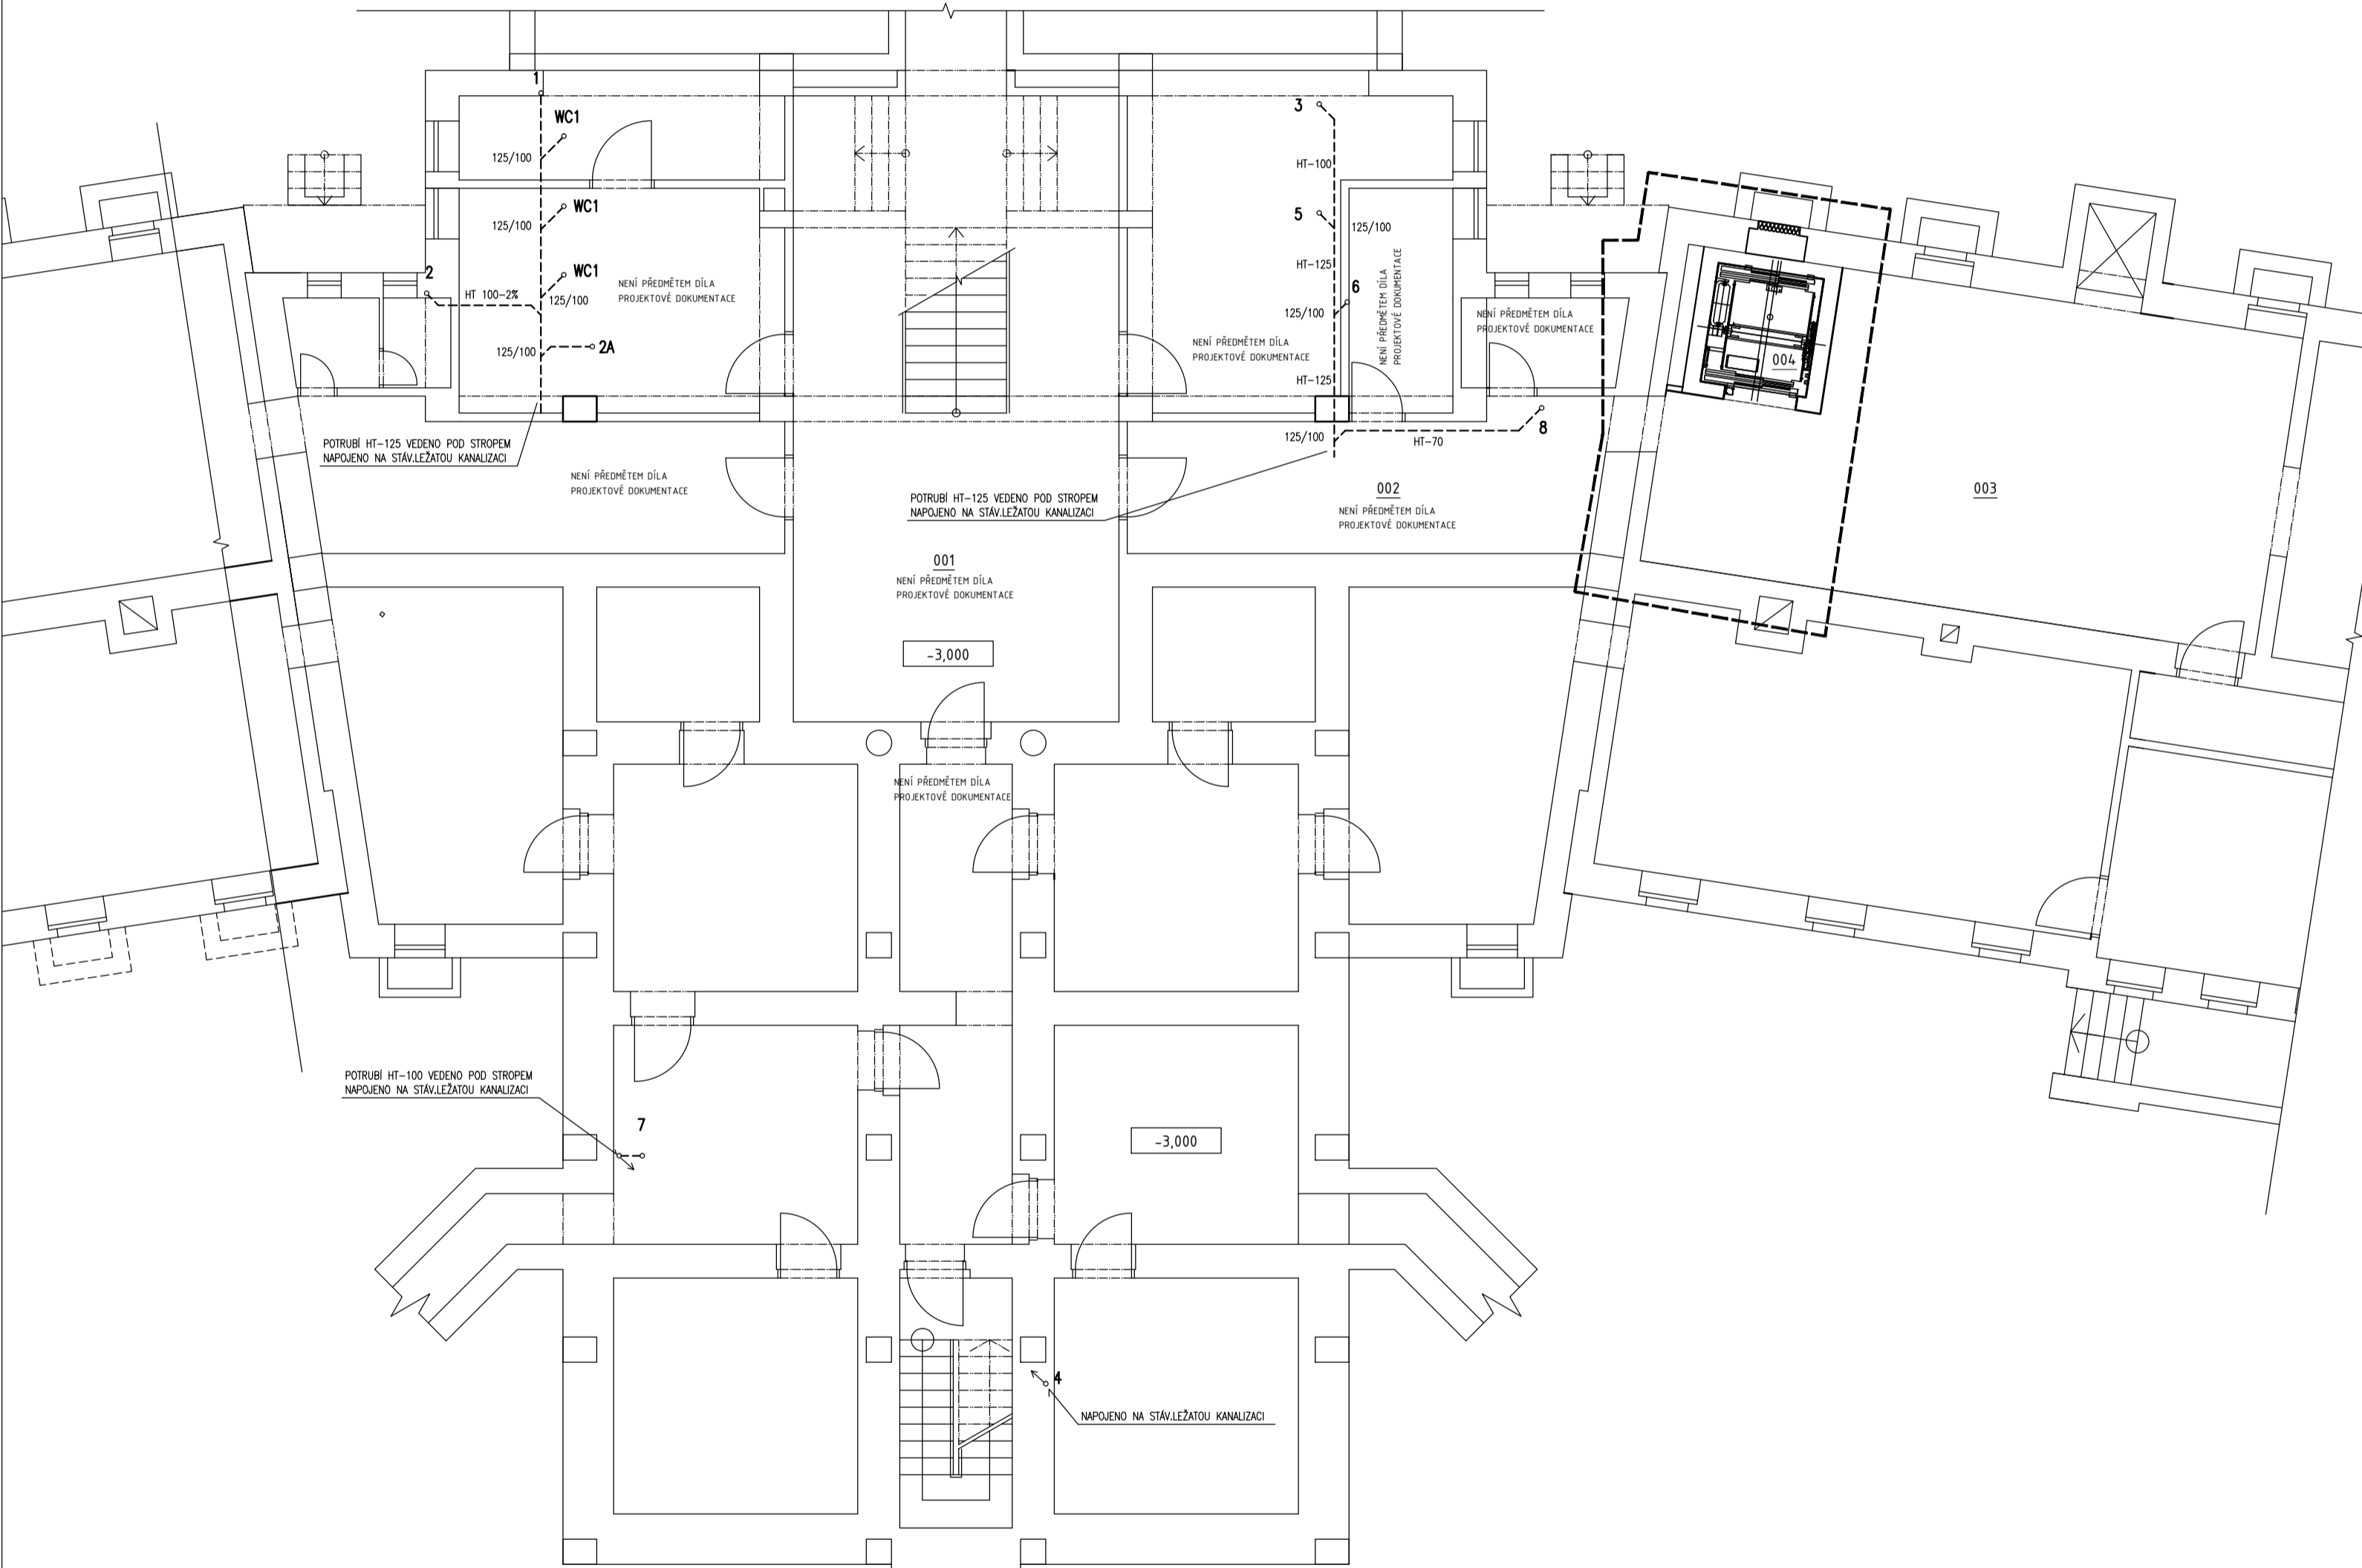 1
3
WC1
125/100
HT-100
WC1
5
125/100
125/100
2
WC1
HT 100-2%
125/100
NENÍ PŘEDMĚTEM DÍLA
PROJEKTOVÉ DOKUMENTACE
HT-125
NENÍ PŘEDMĚTEM DÍLA
PROJEKTOVÉ DOKUMENTACE
6
125/100
NENÍ PŘEDMĚTEM DÍLA
PROJEKTOVÉ DOKUMENTACE
125/100
2A
NENÍ PŘEDMĚTEM DÍLA
PROJEKTOVÉ DOKUMENTACE
004
HT-125
8
POTRUBÍ HT-125 VEDENO POD STROPEM
NAPOJENO NA STÁV.LEŽATOU KANALIZACI
125/100
HT-70
NENÍ PŘEDMĚTEM DÍLA
PROJEKTOVÉ DOKUMENTACE
POTRUBÍ HT-125 VEDENO POD STROPEM
NAPOJENO NA STÁV.LEŽATOU KANALIZACI
002
NENÍ PŘEDMĚTEM DÍLA
PROJEKTOVÉ DOKUMENTACE
003
001
NENÍ PŘEDMĚTEM DÍLA
PROJEKTOVÉ DOKUMENTACE
-3,000
NENÍ PŘEDMĚTEM DÍLA
PROJEKTOVÉ DOKUMENTACE
POTRUBÍ HT-100 VEDENO POD STROPEM
NAPOJENO NA STÁV.LEŽATOU KANALIZACI
7
-3,000
4
NAPOJENO NA STÁV.LEŽATOU KANALIZACI